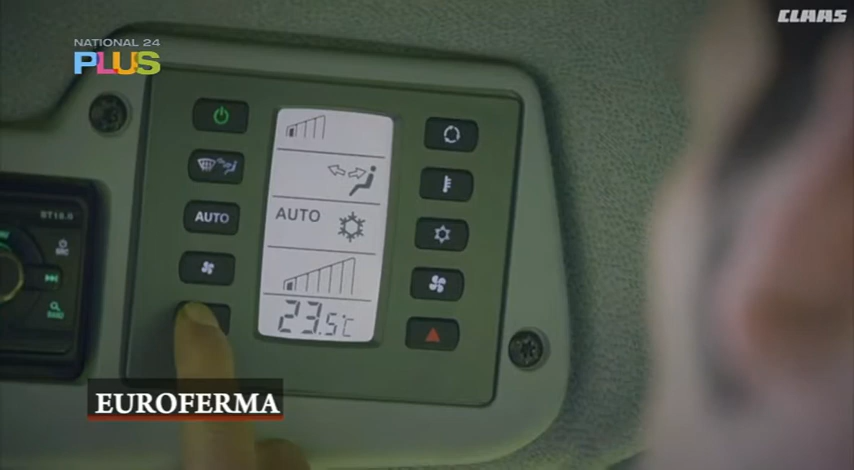 CLAAS
NATIONAL 24
PLUS
AUTO
AUTO
23.5°C
EUROFERMA